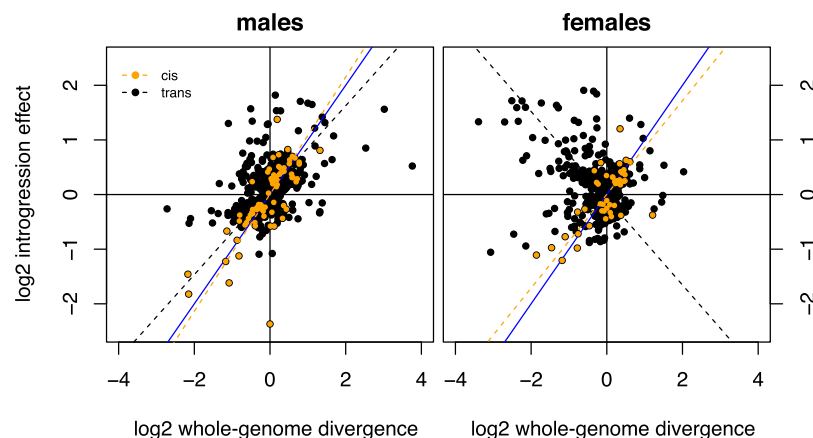 males
females
cis
trans
log2 introgression effect
2
1
0
−1
−2
2
1
0
−1
−2
−4 −2 0 2 4
−4 −2 0 2 4
log2 whole−genome divergence
log2 whole−genome divergence